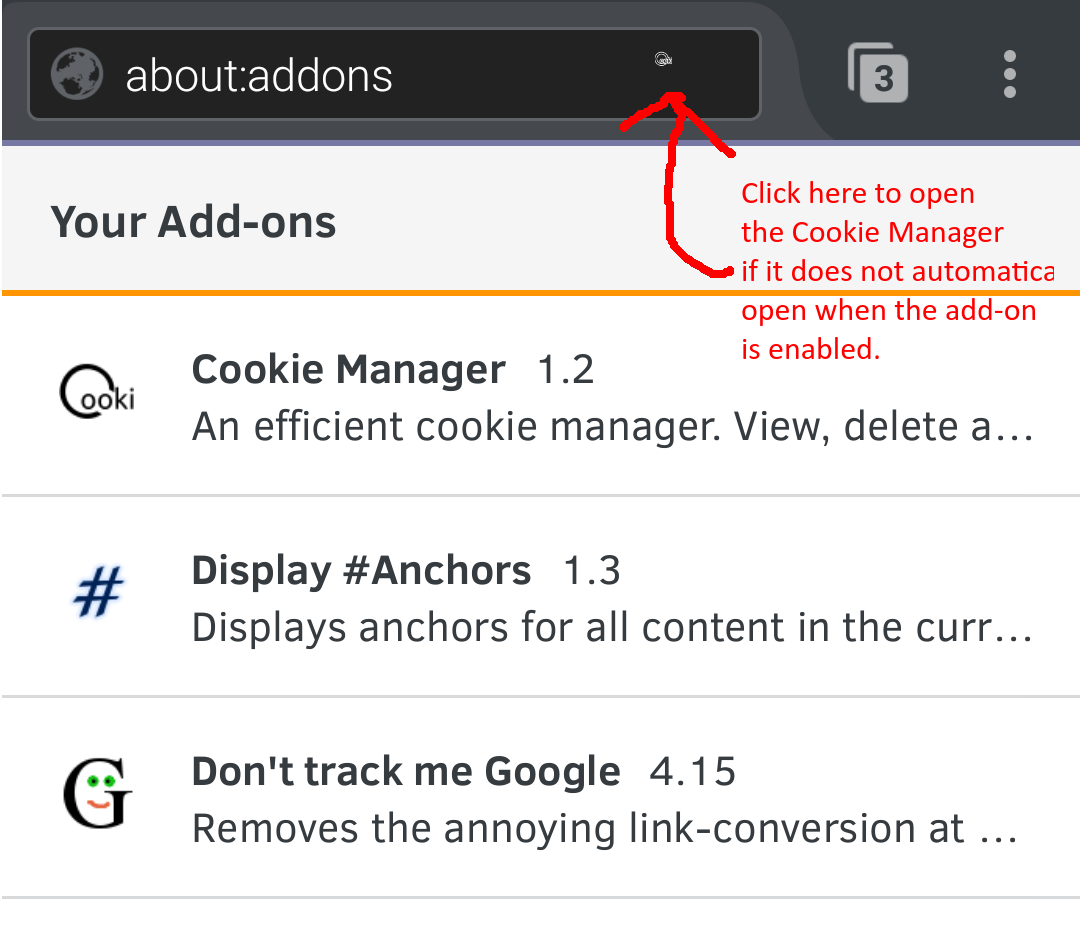 about:addons
3
Your Add-ons
Click here to open
the Cookie Manager
if it does not automatica
open when the add-on
is enabled.
Cookie Manager 1.2
An efficient cookie manager. View, delete a...
Display #Anchors 1.3
Displays anchors for all content in the curr...
Don't track me Google 4.15
Removes the annoying link-conversion at ...
Cooki
#
G